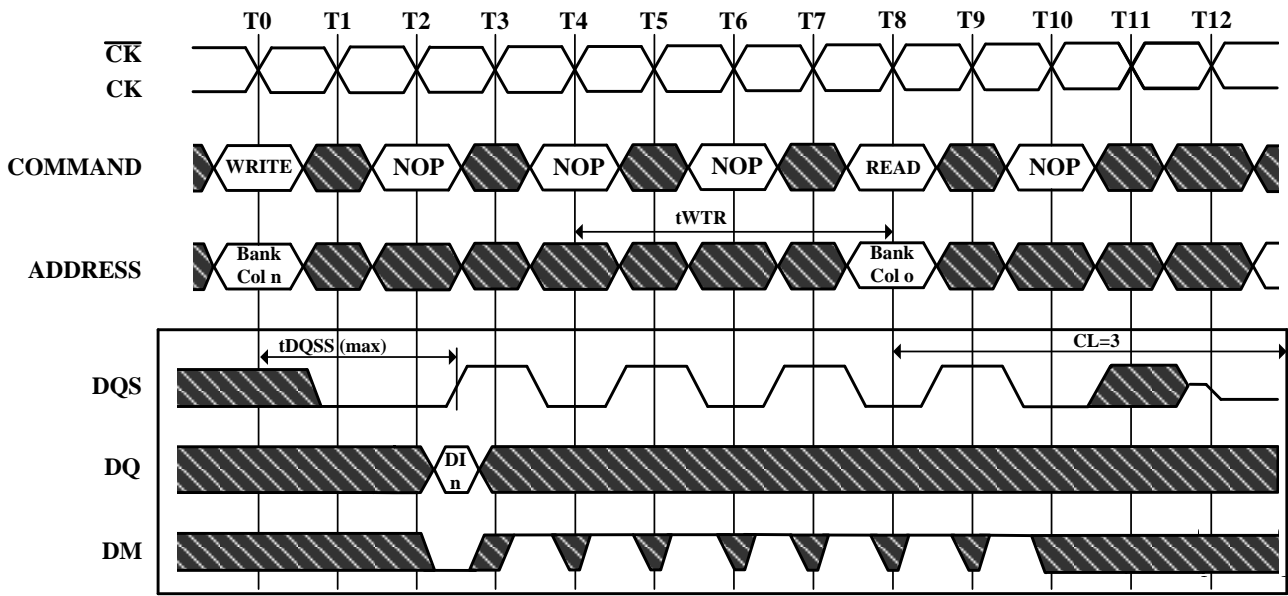 T0 T1 T2 T3 T4 T5 T6 T7 T8 T9 T10 T11 T12
CK
CK
COMMAND WRITE NOP NOP NOP READ NOP
tWTR
ADDRESS Bank Col n Bank Col o
tDQSS (max) CL=3
DQS
DQ DI n
DM